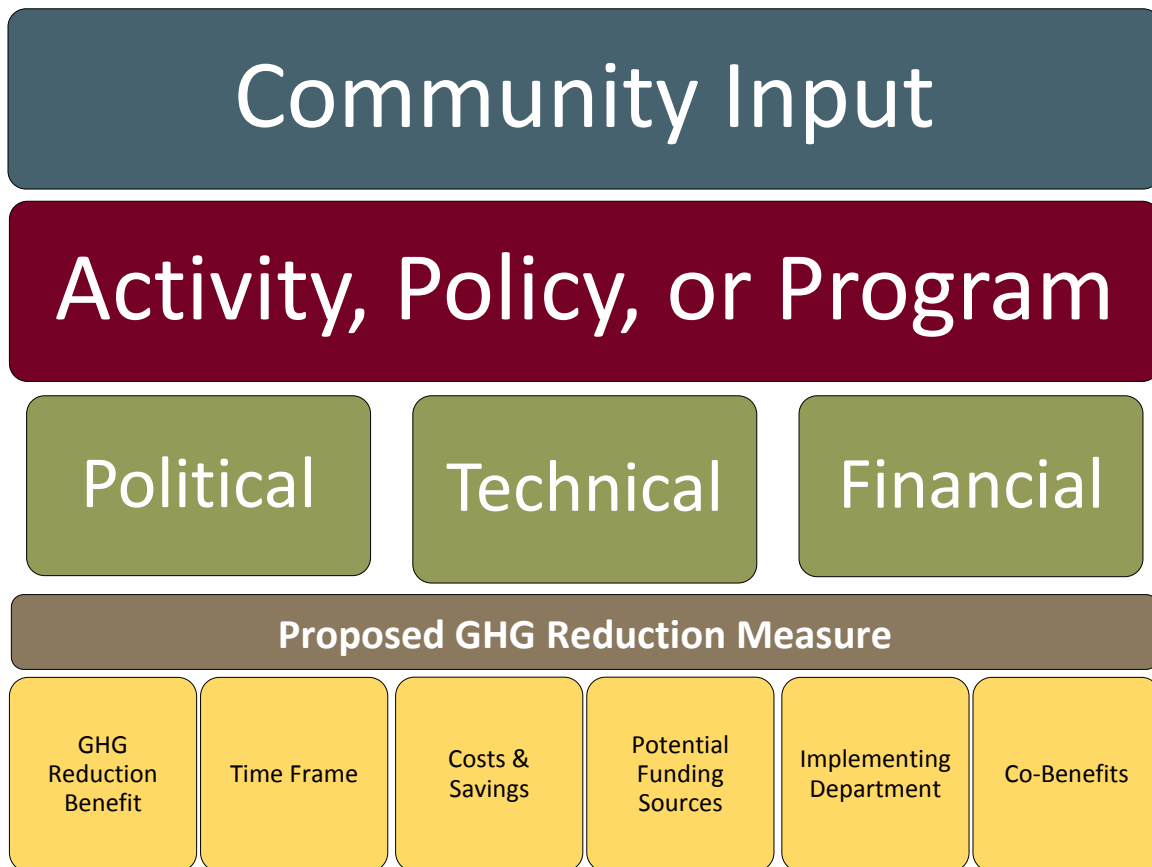 Community Input
Activity, Policy, or Program
Political
Technical
Financial
Proposed GHG Reduction Measure
GHG
Reduction
Benefit
Time Frame
Costs &
Savings
Potential
Funding
Sources
Implementing
Department
Co-Benefits